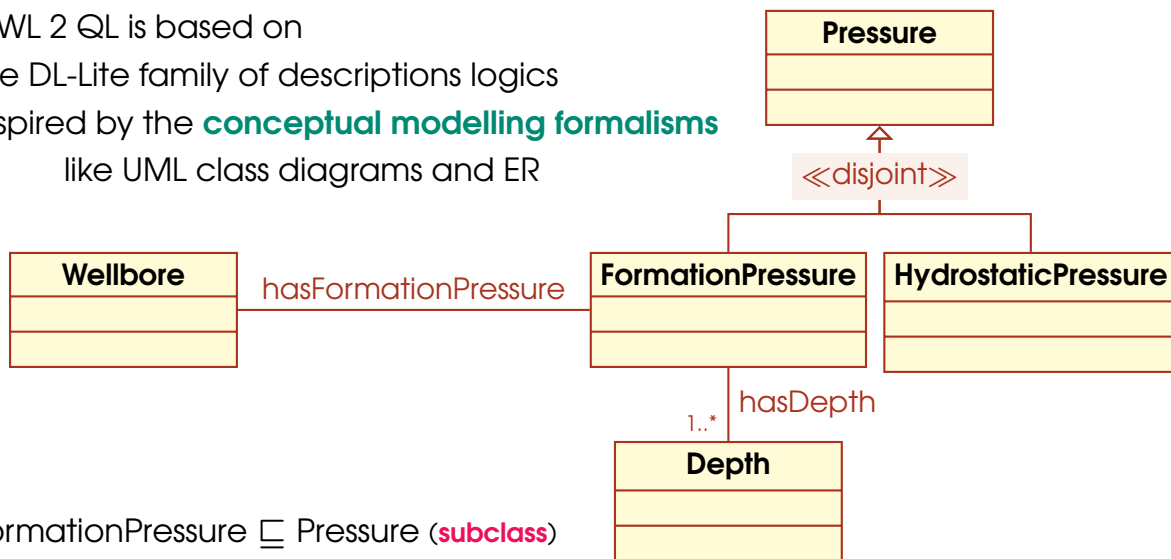 WL 2 QL is based on
e DL-Lite family of descriptions logics
spired by the conceptual modelling formalisms
like UML class diagrams and ER
Pressure
≪disjoint≫
Wellbore
hasFormationPressure
FormationPressure
HydrostaticPressure
hasDepth
1..*
Depth
ormationPressure ⊑ Pressure (subclass)